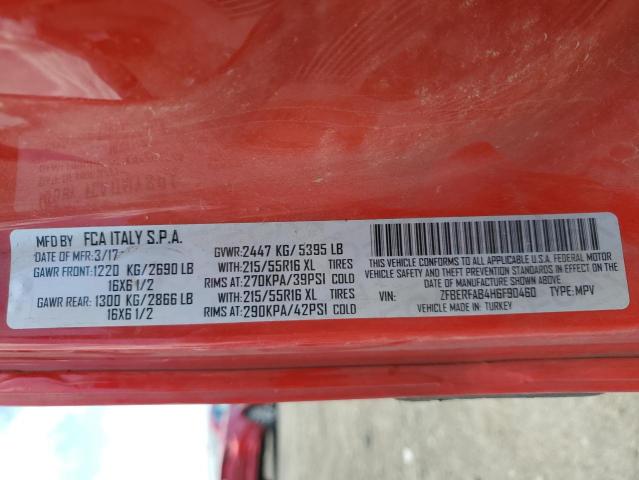 MFD BY FCA ITALY S.P.A.
DATE OF MFR: 3/17
GAWR FRONT: 1220 KG/2690 LB
16X6 1/2
GAWR REAR: 1300 KG/2866 LB
16X6 1/2
GVWR: 2447 KG/ 5395 LB
WITH: 215/55R16 XL TIRES
RIMS AT: 270KPA/39PSI COLD
WITH: 215/55R16 XL TIRES
RIMS AT: 290KPA/42PSI COLD
THIS VEHICLE CONFORMS TO ALL APPLICABLE U.S.A. FEDERAL MOTOR
VEHICLE SAFETY, BUMPER, AND THEFT PREVENTION STANDARDS IN EFFECT ON THE
DATE OF MANUFACTURE SHOWN ABOVE.
VIN: ZFBERFAB4H6F90460 TYPE: MPV
VEHICLE MADE IN: TURKEY